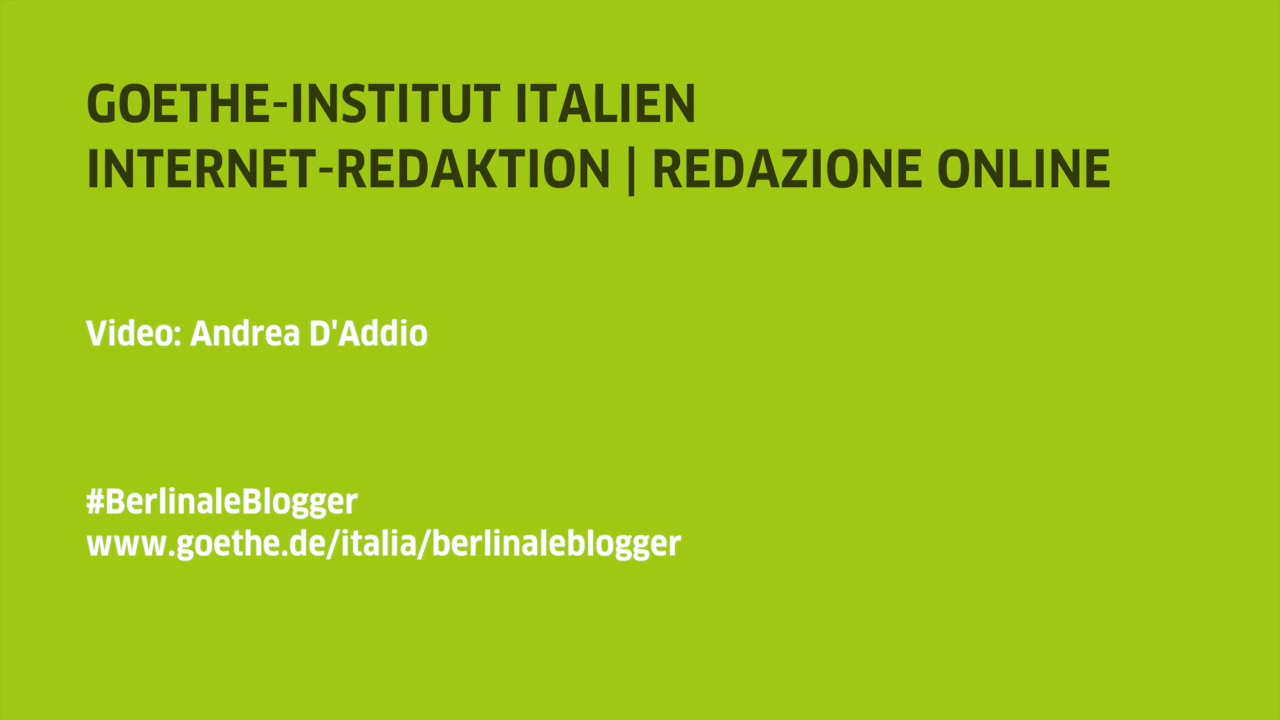 GOETHE-INSTITUT ITALIEN
INTERNET-REDAKTION | REDAZIONE ONLINE
Video: Andrea D'Addio
#BerlinaleBlogger
www.goethe.de/italia/berlinaleblogger